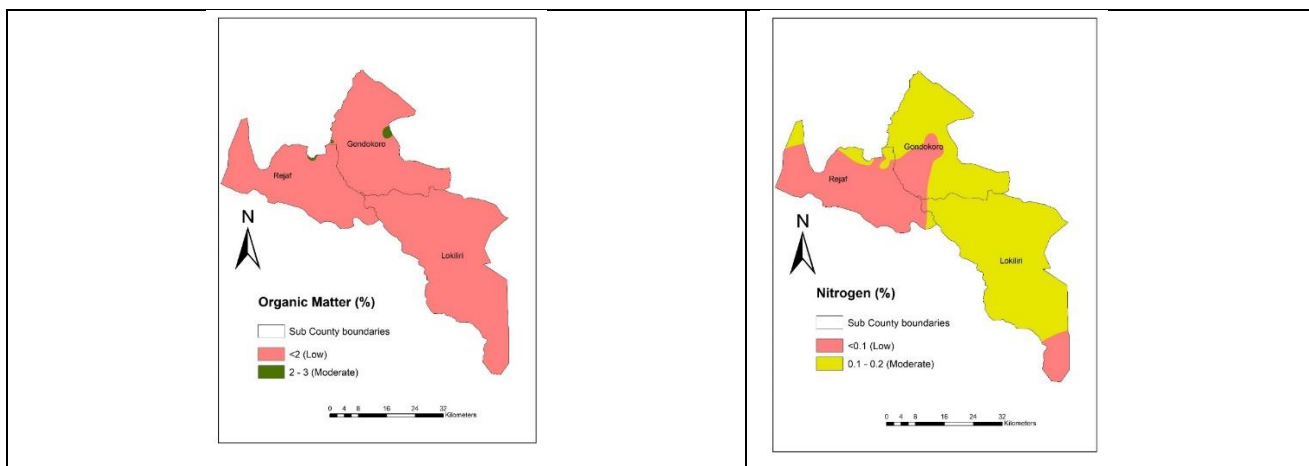 Gondokoro
Rejaf
N
Lokiliri
Organic Matter (%)
Sub County boundaries
<2 (Low)
2 - 3 (Moderate)
0 4 8 16 24 32
Kilometers
Gondokoro
Rejaf
N
Lokiliri
Nitrogen (%)
Sub County boundaries
<0.1 (Low)
0.1 - 0.2 (Moderate)
0 4 8 16 24 32
Kilometers